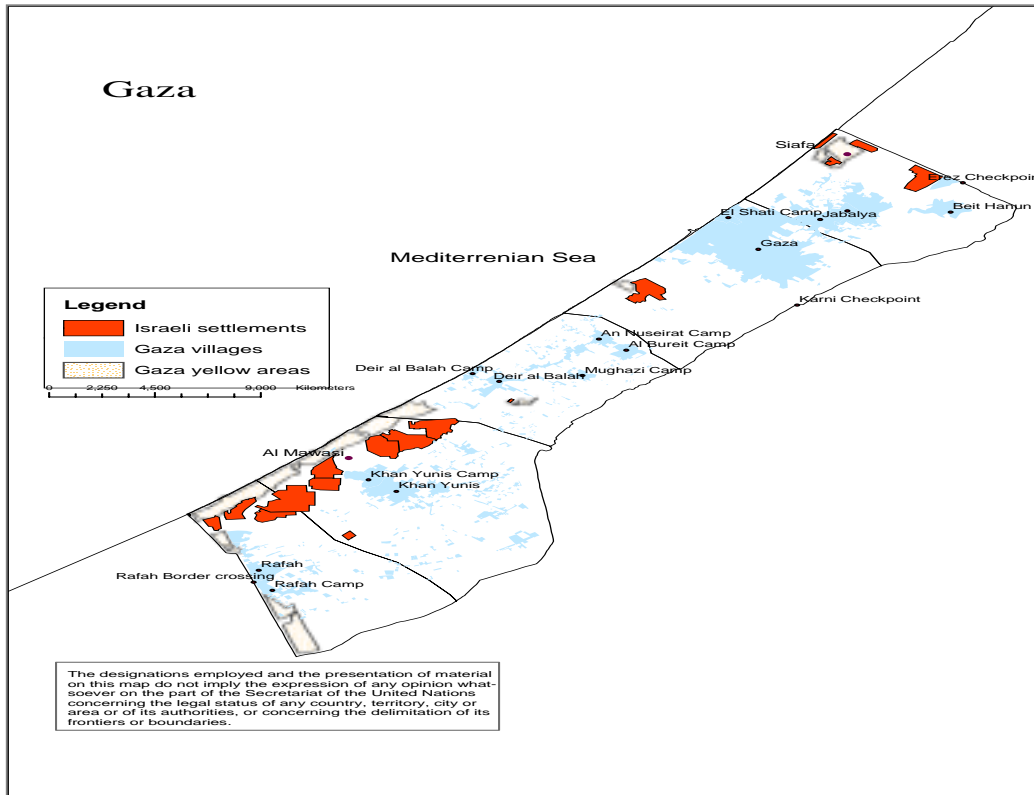 Gaza
Siafa
Erez Checkpoin
Beit Hanun
El Shati Camp
Jabalya
Gaza
Mediterrenian Sea
Karni Checkpoint
Legend
Israeli settlements
Gaza villages
Gaza yellow areas
0 2,250 4,500 9,000 Kilometers
An Nuseirat Camp
Al Bureit Camp
Deir al Balah Camp
Deir al Balah
Mughazi Camp
Al Mawasi
Khan Yunis Camp
Khan Yunis
Rafah
Rafah Border crossing
Rafah Camp
The designations employed and the presentation of material
on this map do not imply the expression of any opinion what-
soever on the part of the Secretariat of the United Nations
concerning the legal status of any country, territory, city or
area or of its authorities, or concerning the delimitation of its
frontiers or boundaries.